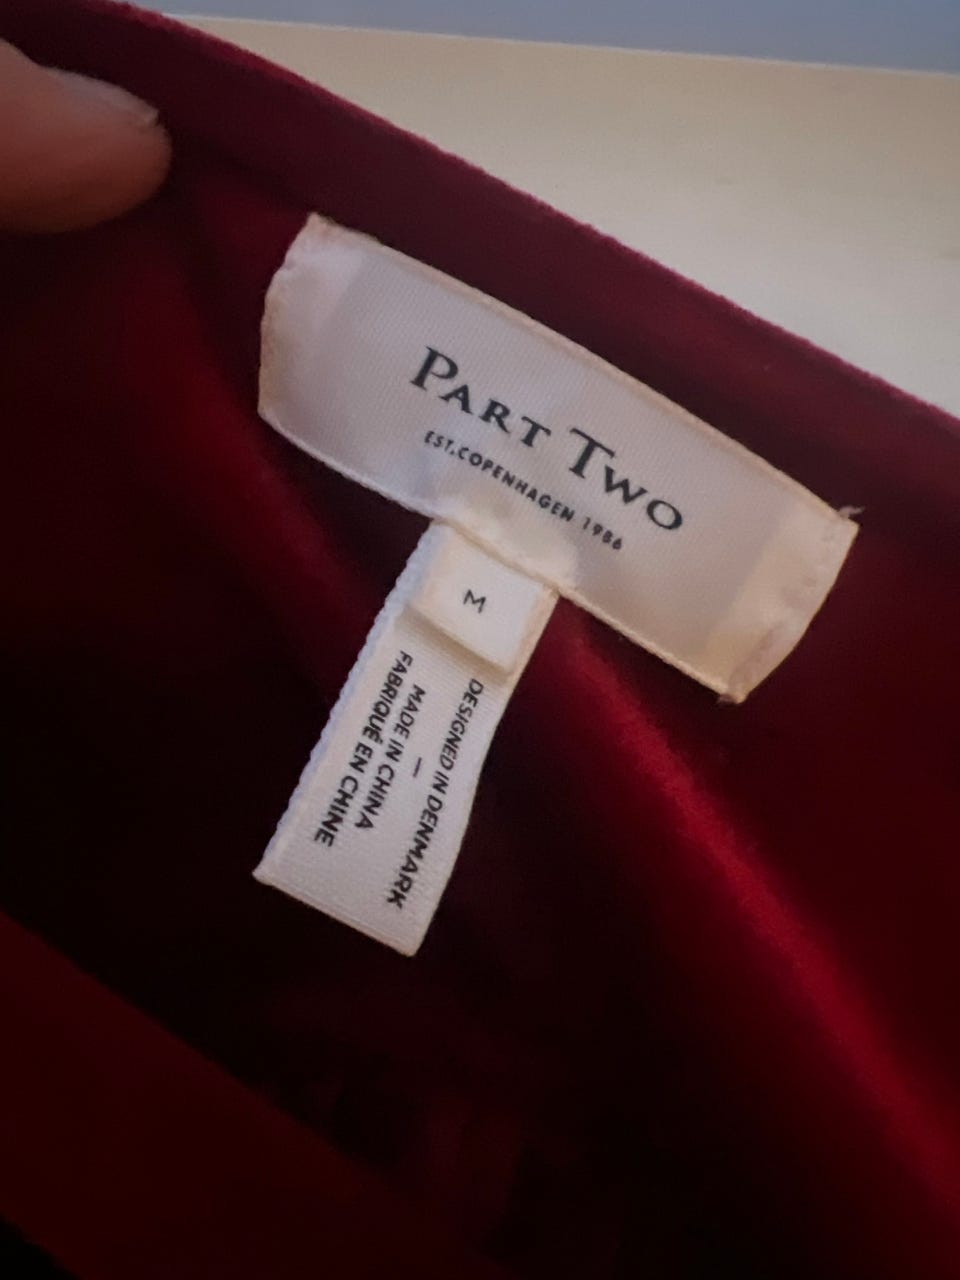 PART TWO
EST. COPENHAGEN 1986
M
DESIGNED IN DENMARK
–
MADE IN CHINA
FABRIQUÉ EN CHINE